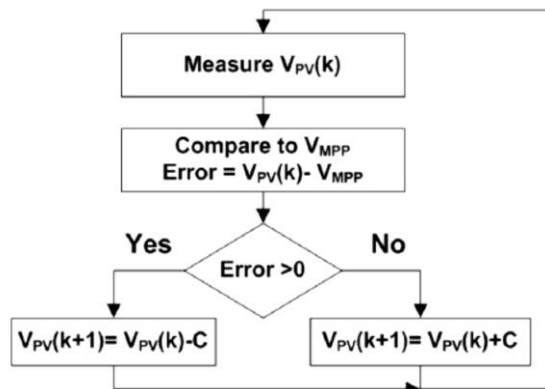 Measure V_PV(k)
Compare to V_MPP
Error = V_PV(k)- V_MPP
Yes
No
Error >0
V_PV(k+1)= V_PV(k)-C
V_PV(k+1)= V_PV(k)+C